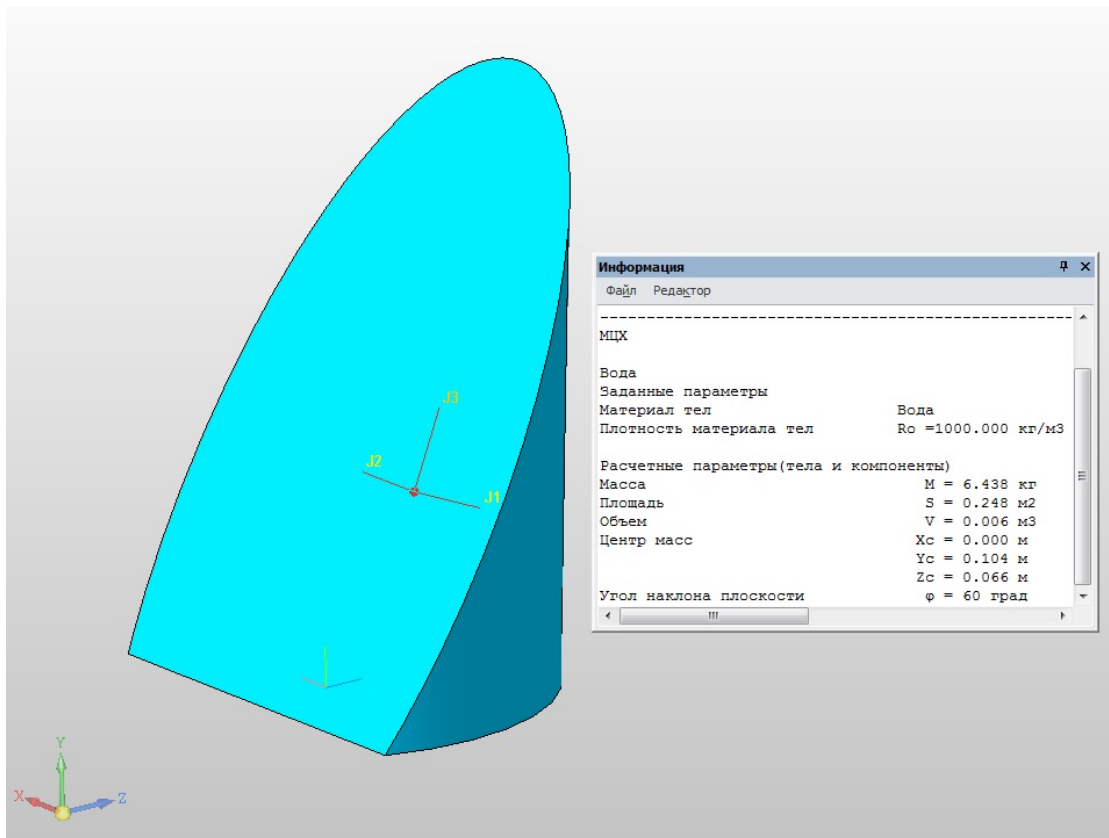 J3
J2
J1
Y
X
Z
Информация
Файл Редактор
--------------------------------------------------
МЦХ
Вода
Заданные параметры
Материал тел Вода
Плотность материала тел Ro =1000.000 кг/м3
Расчетные параметры(тела и компоненты)
Масса M = 6.438 кг
Площадь S = 0.248 м2
Объем V = 0.006 м3
Центр масс Xc = 0.000 м
Yc = 0.104 м
Zc = 0.066 м
Угол наклона плоскости φ = 60 град